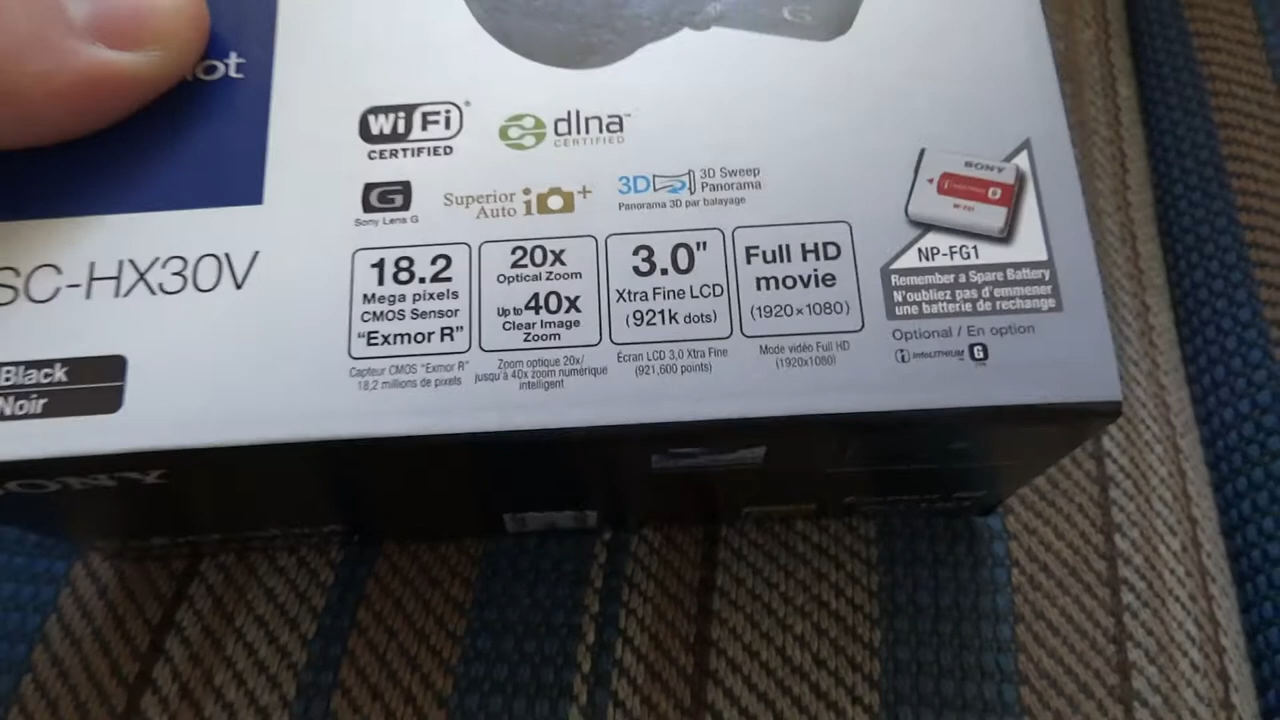 ot
WiFi
CERTIFIED
dlna
CERTIFIED
G
Sony Lens G
Superior
Auto i +
3D
3D Sweep
Panorama
Panorama 3D par balayage
SC-HX30V
18.2
Mega pixels
CMOS Sensor
"Exmor R"
Capteur CMOS "Exmor R"
18,2 millions de pixels
20x
Optical Zoom
Up to 40x
Clear Image
Zoom
Zoom optique 20x/
jusqu'à 40x zoom numérique
intelligent
3.0"
Xtra Fine LCD
(921k dots)
Écran LCD 3,0 Xtra Fine
(921,600 points)
Full HD
movie
(1920×1080)
Mode vidéo Full HD
(1920x1080)
SONY
NP-FG1
Remember a Spare Battery
N'oubliez pas d'emmener
une batterie de rechange
Optional / En option
InfoLITHIUM G
Black
Noir
SONY